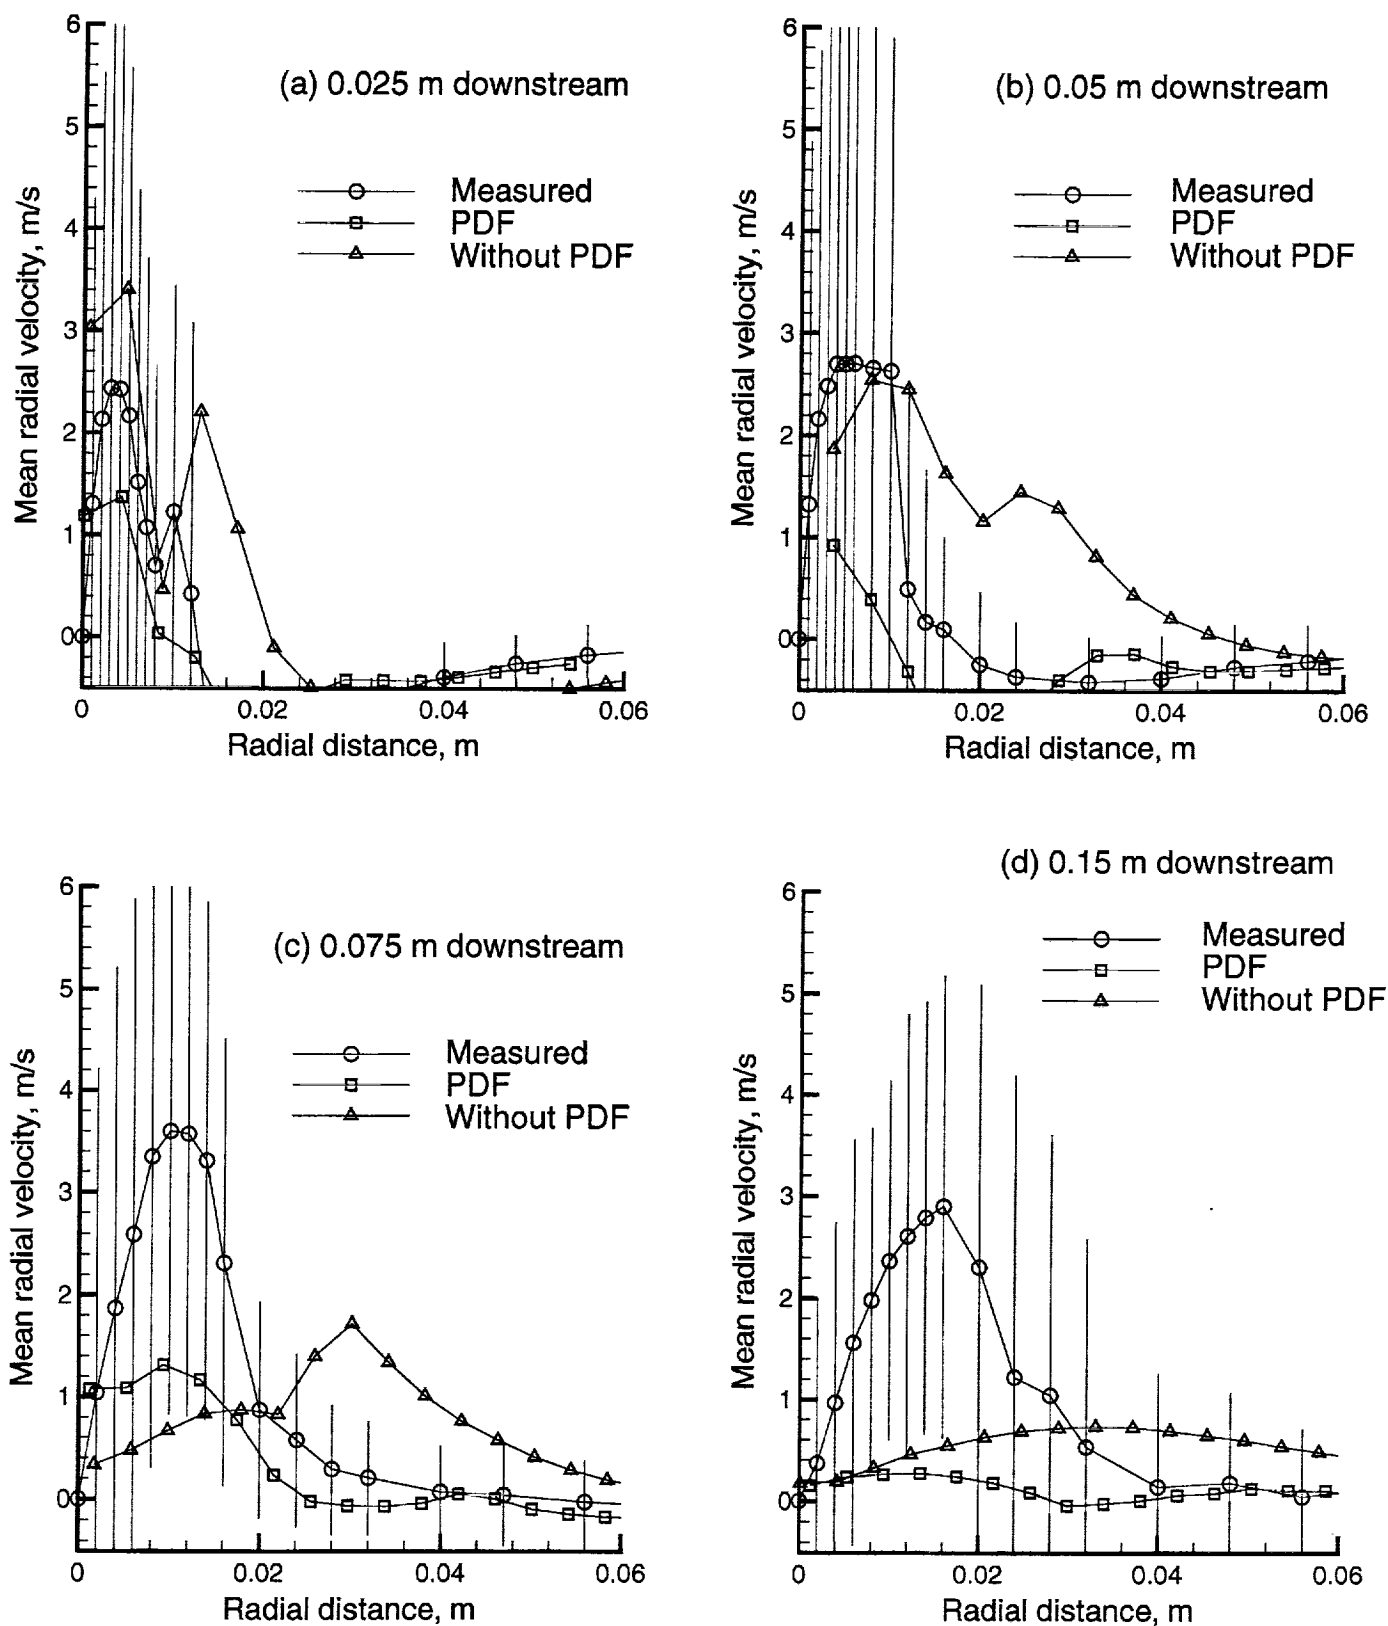 (a) 0.025 m downstream
Measured
PDF
Without PDF
Mean radial velocity, m/s
6
5
4
3
2
1
0
0 0.02 0.04 0.06
Radial distance, m
(b) 0.05 m downstream
Measured
PDF
Without PDF
Mean radial velocity, m/s
6
5
4
3
2
1
0
0 0.02 0.04 0.06
Radial distance, m
(c) 0.075 m downstream
Measured
PDF
Without PDF
Mean radial velocity, m/s
6
5
4
3
2
1
0
0 0.02 0.04 0.06
Radial distance, m
(d) 0.15 m downstream
Measured
PDF
Without PDF
Mean radial velocity, m/s
6
5
4
3
2
1
0
0 0.02 0.04 0.06
Radial distance, m